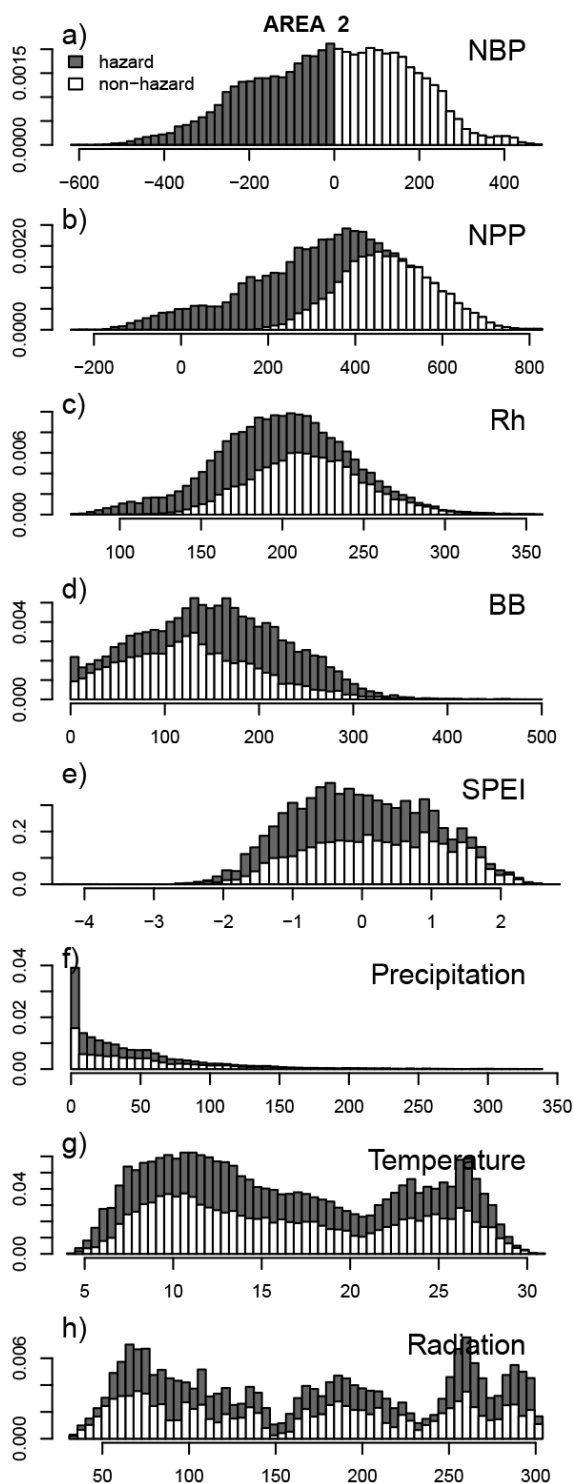 AREA 2
a)
NBP
hazard
non-hazard
0.0000 0.0015
−600 −400 −200 0 200 400
b)
NPP
0.0000 0.0020
−200 0 200 400 600 800
c)
Rh
0.000 0.006
100 150 200 250 300 350
d)
BB
0.000 0.004
0 100 200 300 400 500
e)
SPEI
0.0 0.2
−4 −3 −2 −1 0 1 2
f)
Precipitation
0.00 0.02 0.04
0 50 100 150 200 250 300 350
g)
Temperature
0.00 0.04
5 10 15 20 25 30
h)
Radiation
0.000 0.006
50 100 150 200 250 300